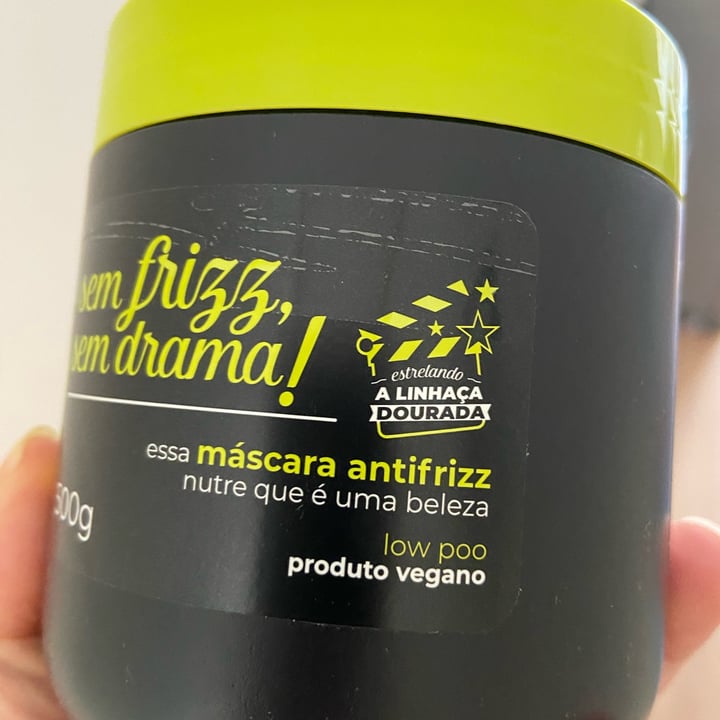 sem frizz,
sem drama!
estrelando
A LINHAÇA
DOURADA
essa máscara antifrizz
nutre que é uma beleza
500g
low poo
produto vegano